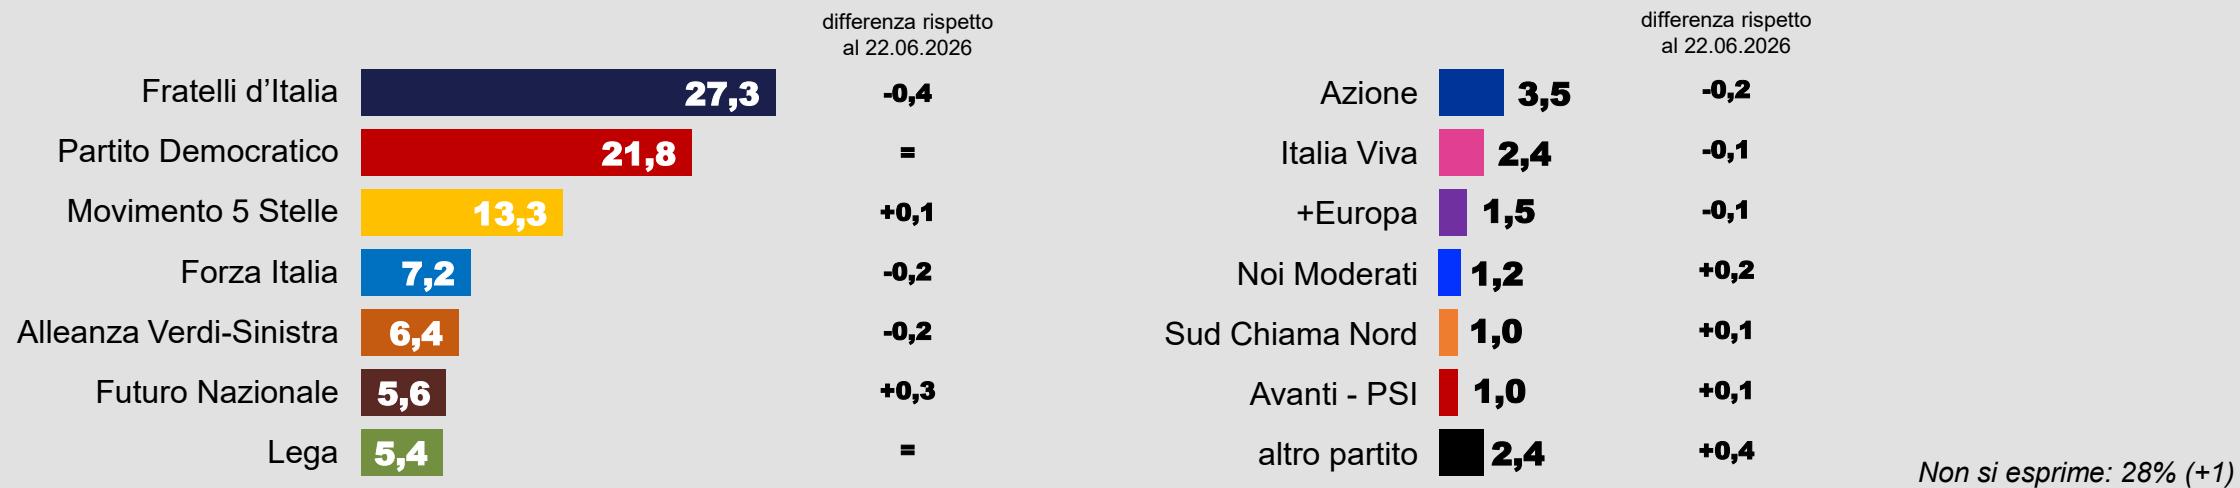 differenza rispetto
al 22.06.2026
Fratelli d’Italia 27,3 -0,4
Partito Democratico 21,8 =
Movimento 5 Stelle 13,3 +0,1
Forza Italia 7,2 -0,2
Alleanza Verdi-Sinistra 6,4 -0,2
Futuro Nazionale 5,6 +0,3
Lega 5,4 =
differenza rispetto
al 22.06.2026
Azione 3,5 -0,2
Italia Viva 2,4 -0,1
+Europa 1,5 -0,1
Noi Moderati 1,2 +0,2
Sud Chiama Nord 1,0 +0,1
Avanti - PSI 1,0 +0,1
altro partito 2,4 +0,4
Non si esprime: 28% (+1)